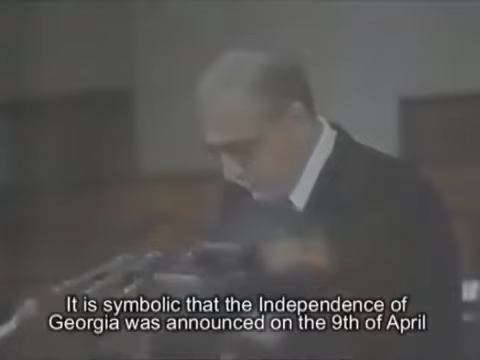 It is symbolic that the Independence of
Georgia was announced on the 9th of April